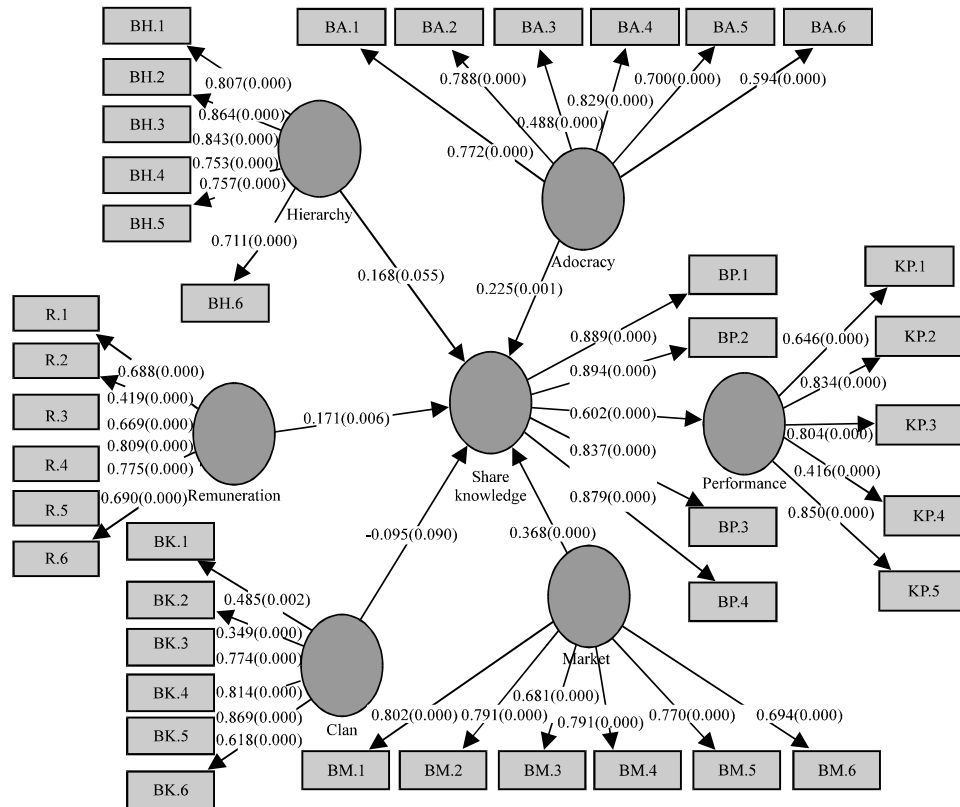 BH.1
BA.1
BA.2
BA.3
BA.4
BA.5
BA.6
BH.2
BH.3
BH.4
BH.5
0.807(0.000)
0.864(0.000)
0.843(0.000)
0.753(0.000)
0.757(0.000)
0.711(0.000)
BH.6
Hierarchy
0.788(0.000)
0.700(0.000)
0.594(0.000)
0.829(0.000)
0.488(0.000)
0.772(0.000)
Adocracy
0.168(0.055)
0.225(0.001)
BP.1
KP.1
R.1
R.2
R.3
R.4
R.5
R.6
0.688(0.000)
0.419(0.000)
0.669(0.000)
0.809(0.000)
0.775(0.000)
0.690(0.000)
Remuneration
0.171(0.006)
0.889(0.000)
BP.2
0.894(0.000)
0.602(0.000)
0.837(0.000)
0.879(0.000)
BP.3
BP.4
Share
knowledge
0.646(0.000)
KP.2
0.834(0.000)
KP.3
0.804(0.000)
0.416(0.000)
KP.4
0.850(0.000)
KP.5
Performance
-0.095(0.090)
0.368(0.000)
BK.1
BK.2
BK.3
BK.4
BK.5
BK.6
0.485(0.002)
0.349(0.000)
0.774(0.000)
0.814(0.000)
0.869(0.000)
0.618(0.000)
Clan
Market
0.681(0.000)
0.802(0.000)
0.791(0.000)
0.791(0.000)
0.770(0.000)
0.694(0.000)
BM.1
BM.2
BM.3
BM.4
BM.5
BM.6